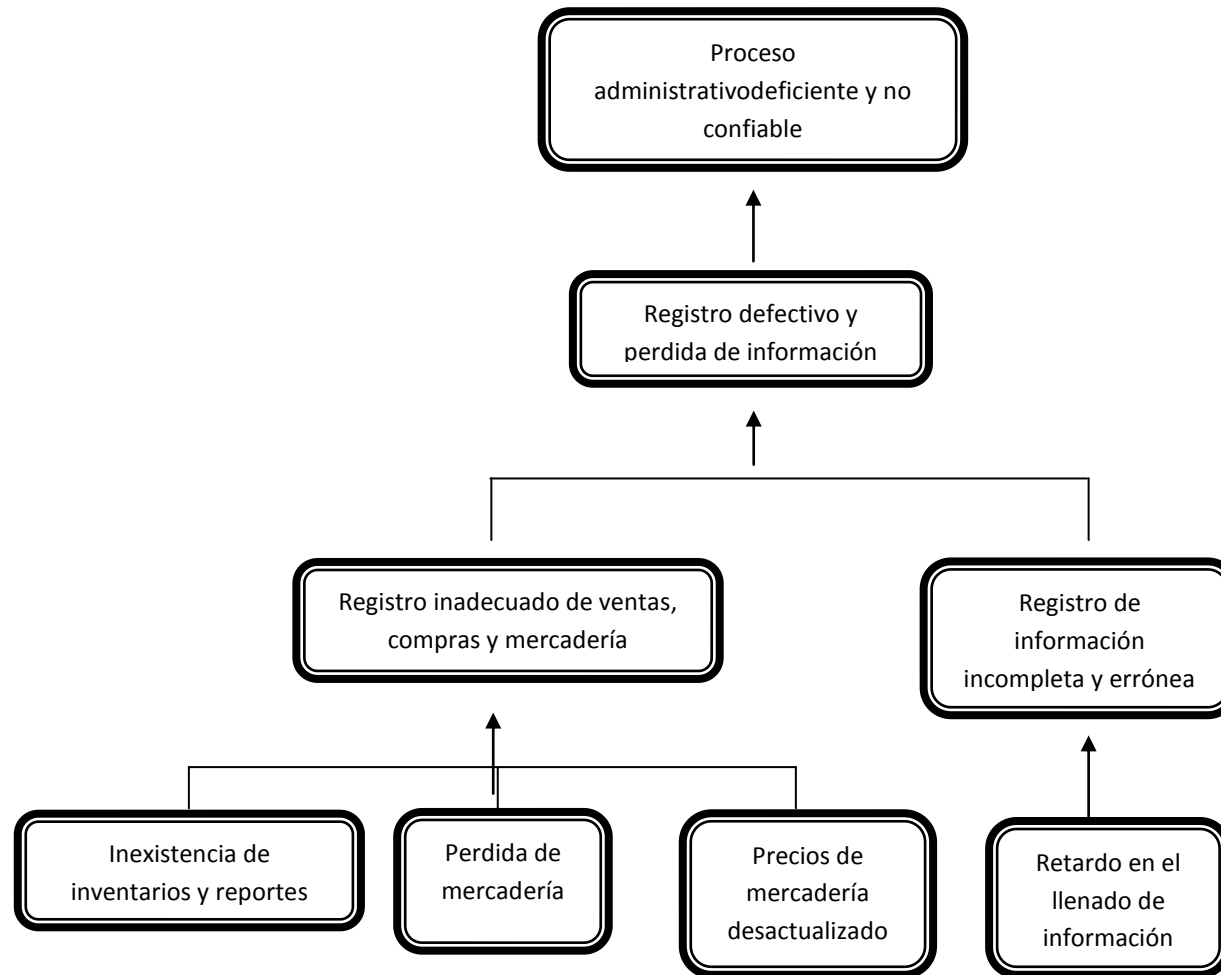 Proceso
administrativodeficiente y no
confiable
Registro defectivo y
perdida de información
Registro inadecuado de ventas,
compras y mercadería
Registro de
información
incompleta y errónea
Inexistencia de
inventarios y reportes
Perdida de
mercadería
Precios de
mercadería
desactualizado
Retardo en el
llenado de
información